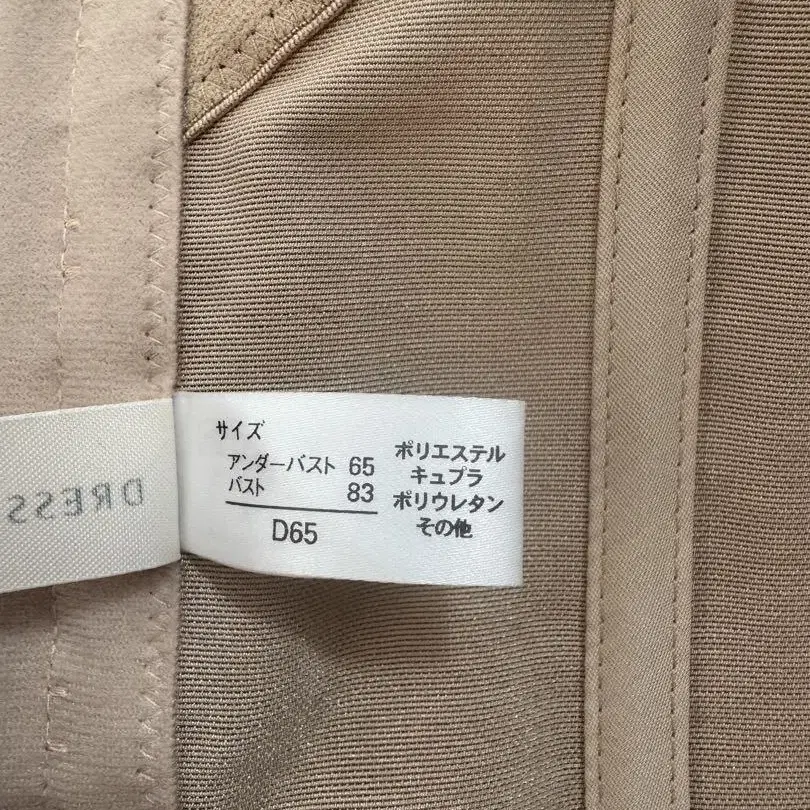 サイズ
アンダーバスト 65
バスト 83
D65
ポリエステル
キュプラ
ポリウレタン
その他
DRESS